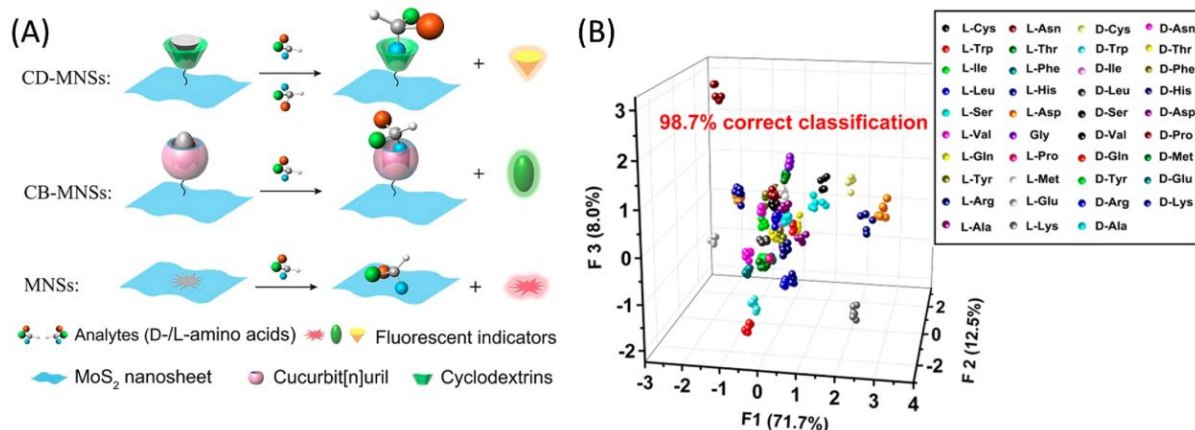 (A)
CD-MNSs:
+
CB-MNSs:
+
MNSs:
+
Analytes (D-/L-amino acids) Fluorescent indicators
MoS₂ nanosheet Cucurbit[n]uril Cyclodextrins
(B)
98.7% correct classification
F 3 (8.0%)
3
2
1
0
-1
-2
-3 -2 -1 0 1 2 3 4
F1 (71.7%)
2
0
-2
F 2 (12.5%)
L-Cys L-Asn D-Cys D-Asn
L-Trp L-Thr D-Trp D-Thr
L-Ile L-Phe D-Ile D-Phe
L-Leu L-His D-Leu D-His
L-Ser L-Asp D-Ser D-Asp
L-Val Gly D-Val D-Pro
L-Gln L-Pro D-Gln D-Met
L-Tyr L-Met D-Tyr D-Glu
L-Arg L-Glu D-Arg D-Lys
L-Ala L-Lys D-Ala